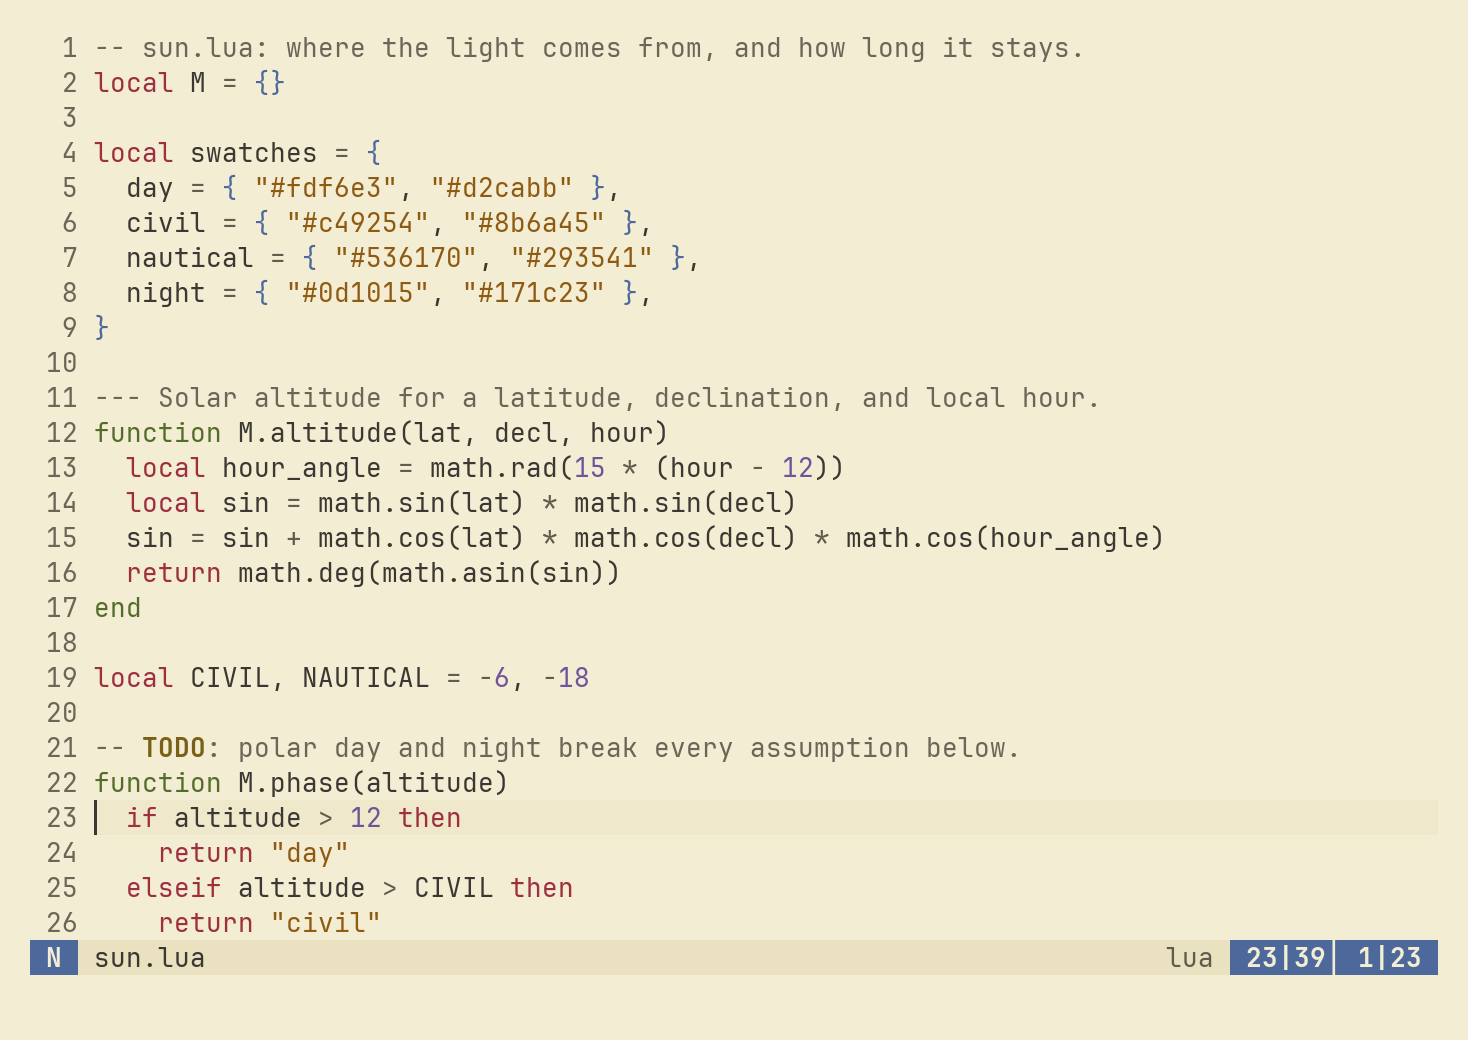 1 -- sun.lua: where the light comes from, and how long it stays.
2 local M = {}
3
4 local swatches = {
5   day = { "#fdf6e3", "#d2cabb" },
6   civil = { "#c49254", "#8b6a45" },
7   nautical = { "#536170", "#293541" },
8   night = { "#0d1015", "#171c23" },
9 }
10
11 --- Solar altitude for a latitude, declination, and local hour.
12 function M.altitude(lat, decl, hour)
13   local hour_angle = math.rad(15 * (hour - 12))
14   local sin = math.sin(lat) * math.sin(decl)
15   sin = sin + math.cos(lat) * math.cos(decl) * math.cos(hour_angle)
16   return math.deg(math.asin(sin))
17 end
18
19 local CIVIL, NAUTICAL = -6, -18
20
21 -- TODO: polar day and night break every assumption below.
22 function M.phase(altitude)
23   if altitude > 12 then
24     return "day"
25   elseif altitude > CIVIL then
26     return "civil"
N sun.lua lua 23|39| 1|23